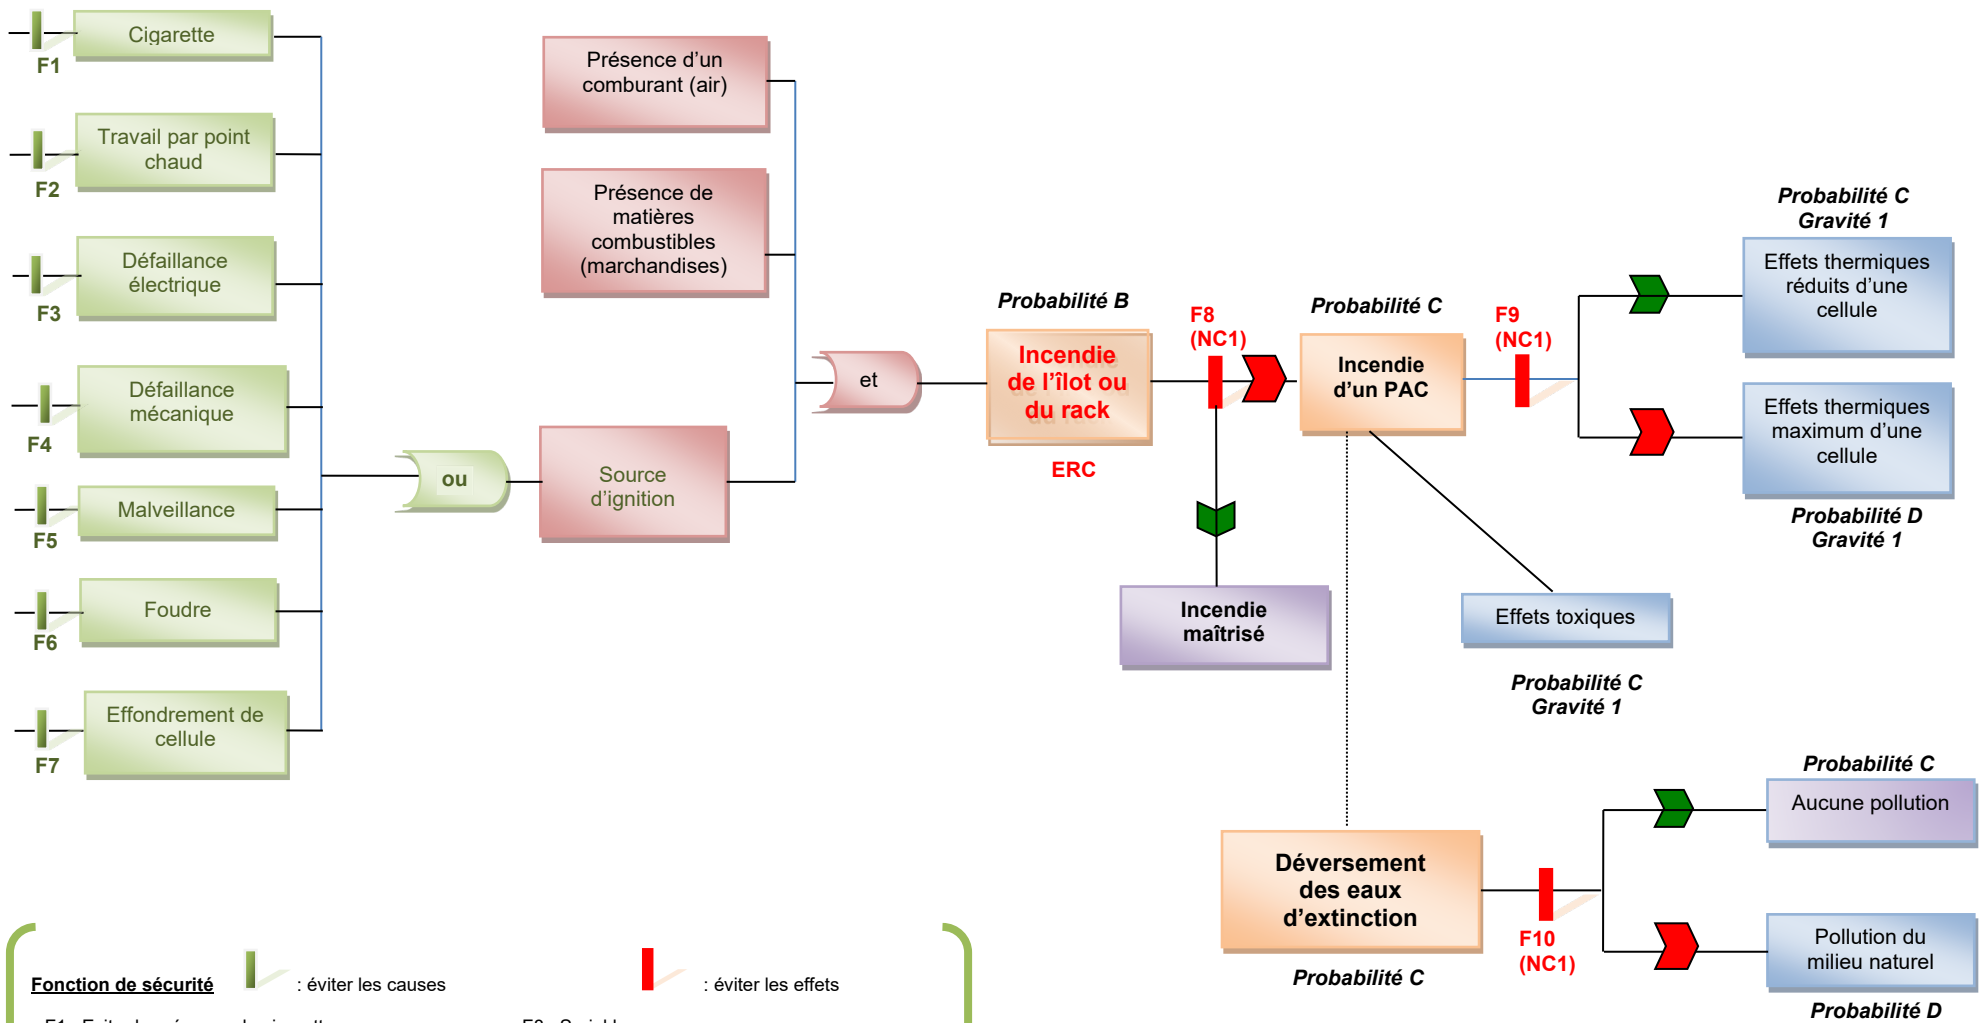 Cigarette
F1
Travail par point
chaud
F2
Défaillance
électrique
F3
Défaillance
mécanique
F4
Malveillance
F5
Foudre
F6
Effondrement de
cellule
F7
ou
Présence d'un
comburant (air)
Présence de
matières
combustibles
(marchandises)
Source
d'ignition
et
Probabilité B
Incendie
de l'îlot ou
du rack
ERC
F8
(NC1)
Incendie
maîtrisé
Probabilité C
Incendie
d'un PAC
F9
(NC1)
Probabilité C
Gravité 1
Effets thermiques
réduits d'une
cellule
Effets thermiques
maximum d'une
cellule
Probabilité D
Gravité 1
Effets toxiques
Probabilité C
Gravité 1
Déversement
des eaux
d'extinction
Probabilité C
F10
(NC1)
Probabilité C
Aucune pollution
Pollution du
milieu naturel
Probabilité D
Fonction de sécurité : éviter les causes : éviter les effets